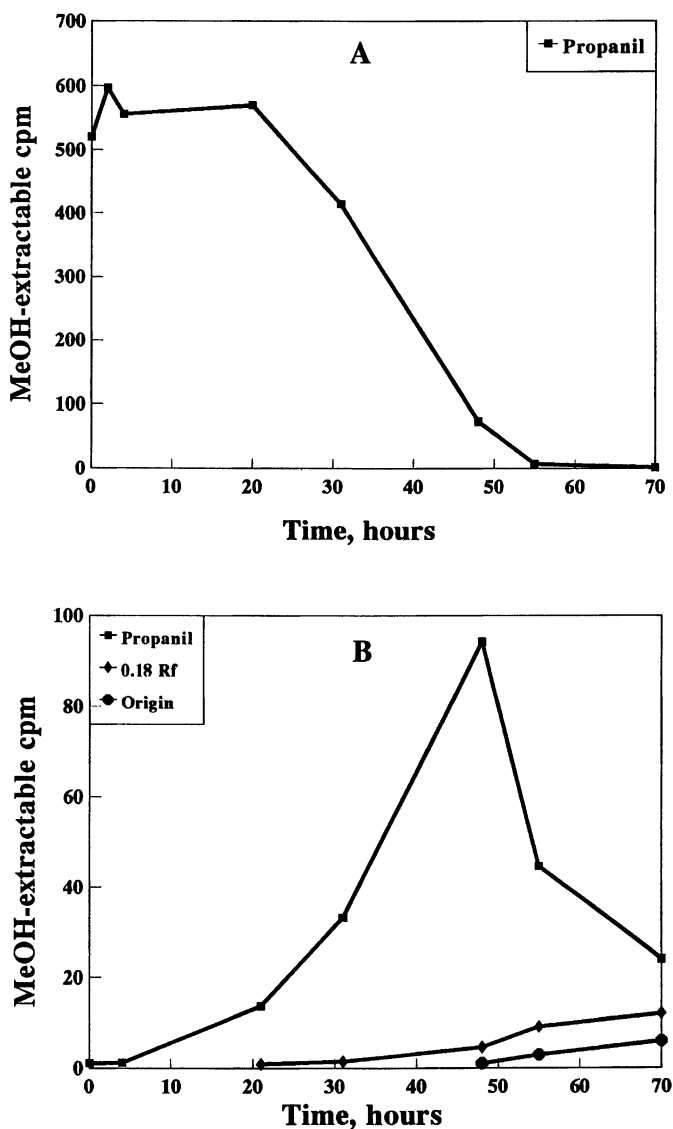 A
Propanil
700
600
500
400
300
200
100
0
MeOH-extractable cpm
0 10 20 30 40 50 60 70
Time, hours
B
Propanil
0.18 Rf
Origin
100
80
60
40
20
0
MeOH-extractable cpm
0 10 20 30 40 50 60 70
Time, hours